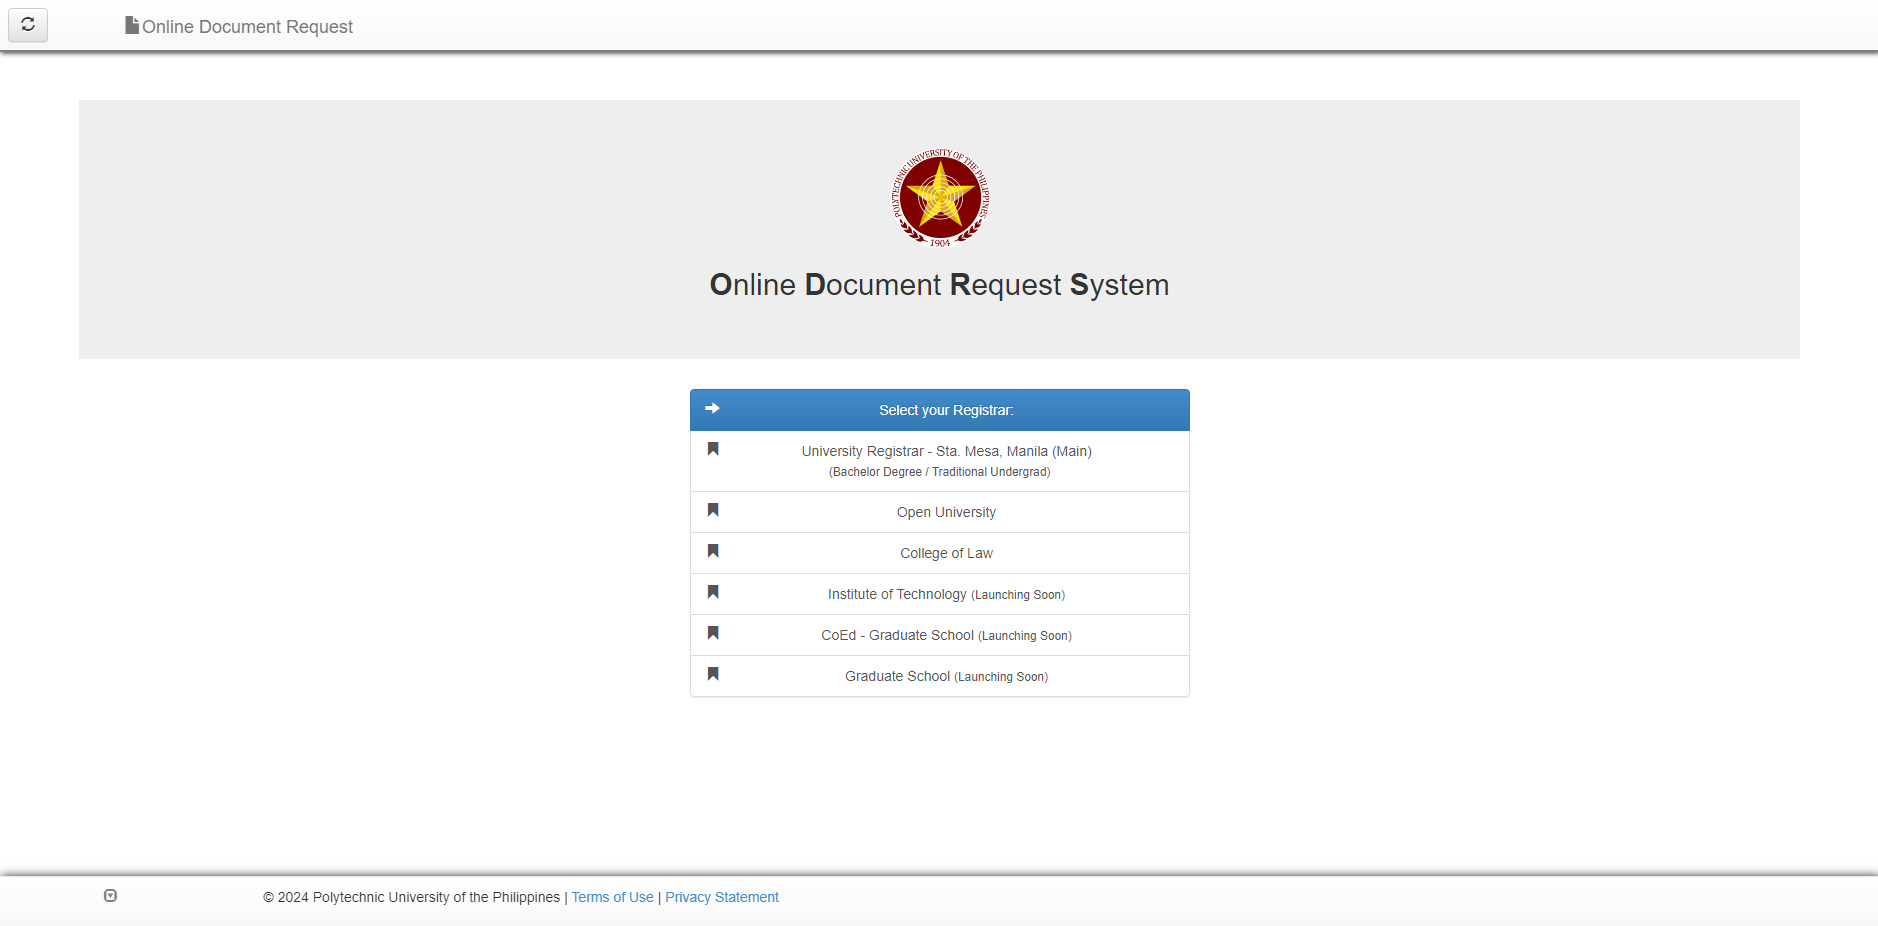 Online Document Request
POLYTECHNIC UNIVERSITY OF THE PHILIPPINES
1904
Online Document Request System
Select your Registrar:
University Registrar - Sta. Mesa, Manila (Main)
(Bachelor Degree / Traditional Undergrad)
Open University
College of Law
Institute of Technology (Launching Soon)
CoEd - Graduate School (Launching Soon)
Graduate School (Launching Soon)
© 2024 Polytechnic University of the Philippines | Terms of Use | Privacy Statement